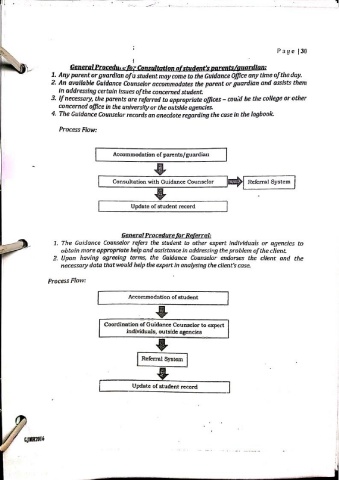 Page | 30
General Procedure for Consultation of student's parents/guardian:
1. Any parent or guardian of a student may come to the Guidance Office any time of the day.
2. An available Guidance Counselor accommodates the parent or guardian and assists them
in addressing certain issues of the concerned student.
3. If necessary, the parents are referred to appropriate offices – could be the college or other
concerned office in the university or the outside agencies.
4. The Guidance Counselor records an anecdote regarding the case in the logbook.
Process Flow:
Accommodation of parents/guardian
Consultation with Guidance Counselor
Referral System
Update of student record
General Procedure for Referral:
1. The Guidance Counselor refers the student to other expert individuals or agencies to
obtain more appropriate help and assistance in addressing the problem of the client.
2. Upon having agreeing terms, the Guidance Counselor endorses the client and the
necessary data that would help the expert in analyzing the client's case.
Process Flow:
Accommodation of student
Coordination of Guidance Counselor to expert
individuals, outside agencies
Referral System
Update of student record